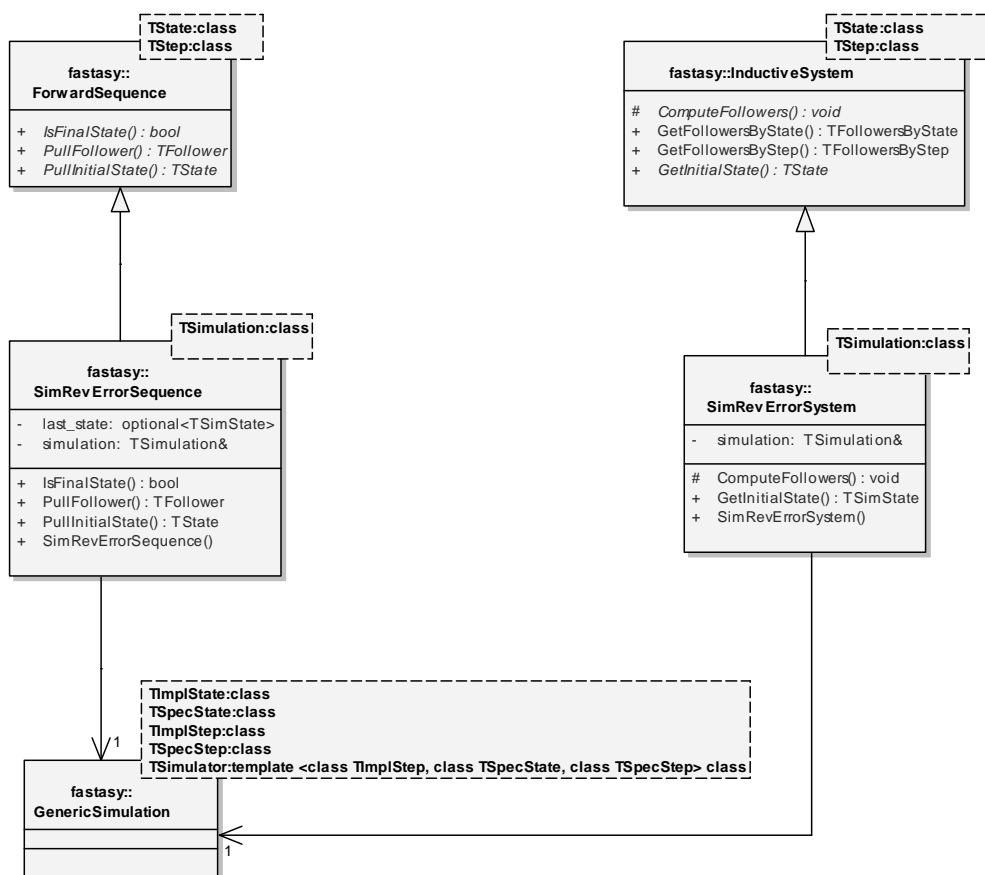 TState:class
TStep:class
fastasy::
ForwardSequence
+ IsFinalState() : bool
+ PullFollower() : TFollower
+ PullInitialState() : TState
TState:class
TStep:class
fastasy::InductiveSystem
# ComputeFollowers() : void
+ GetFollowersByState() : TFollowersByState
+ GetFollowersByStep() : TFollowersByStep
+ GetInitialState() : TState
TSimulation:class
fastasy::
SimRevErrorSequence
- last_state: optional<TSimState>
- simulation: TSimulation&
+ IsFinalState() : bool
+ PullFollower() : TFollower
+ PullInitialState() : TState
+ SimRevErrorSequence()
TSimulation:class
fastasy::
SimRevErrorSystem
- simulation: TSimulation&
# ComputeFollowers() : void
+ GetInitialState() : TSimState
+ SimRevErrorSystem()
TImplState:class
TSpecState:class
TImplStep:class
TSpecStep:class
TSimulator:template <class TImplStep, class TSpecState, class TSpecStep> class
1
fastasy::
GenericSimulation
1